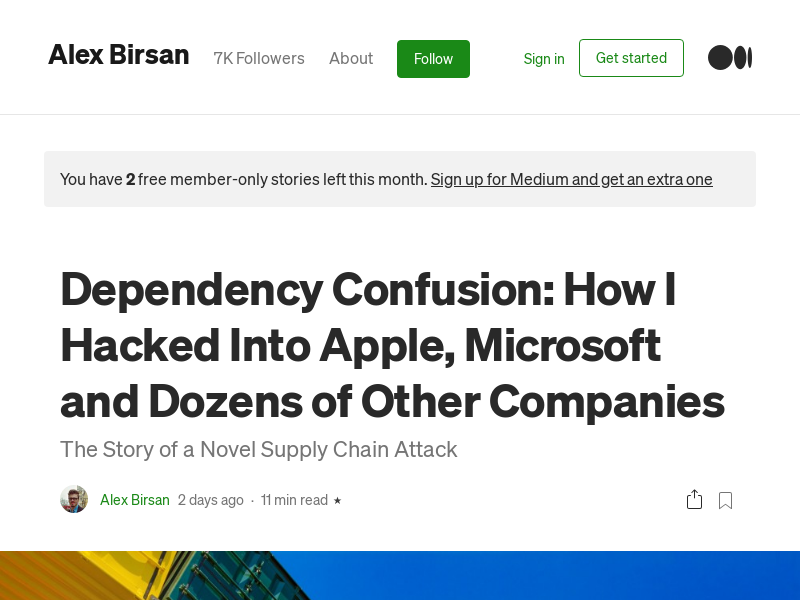 Alex Birsan 7K Followers About Follow Sign in Get started
You have 2 free member-only stories left this month. Sign up for Medium and get an extra one
Dependency Confusion: How I
Hacked Into Apple, Microsoft
and Dozens of Other Companies
The Story of a Novel Supply Chain Attack
Alex Birsan 2 days ago · 11 min read ★